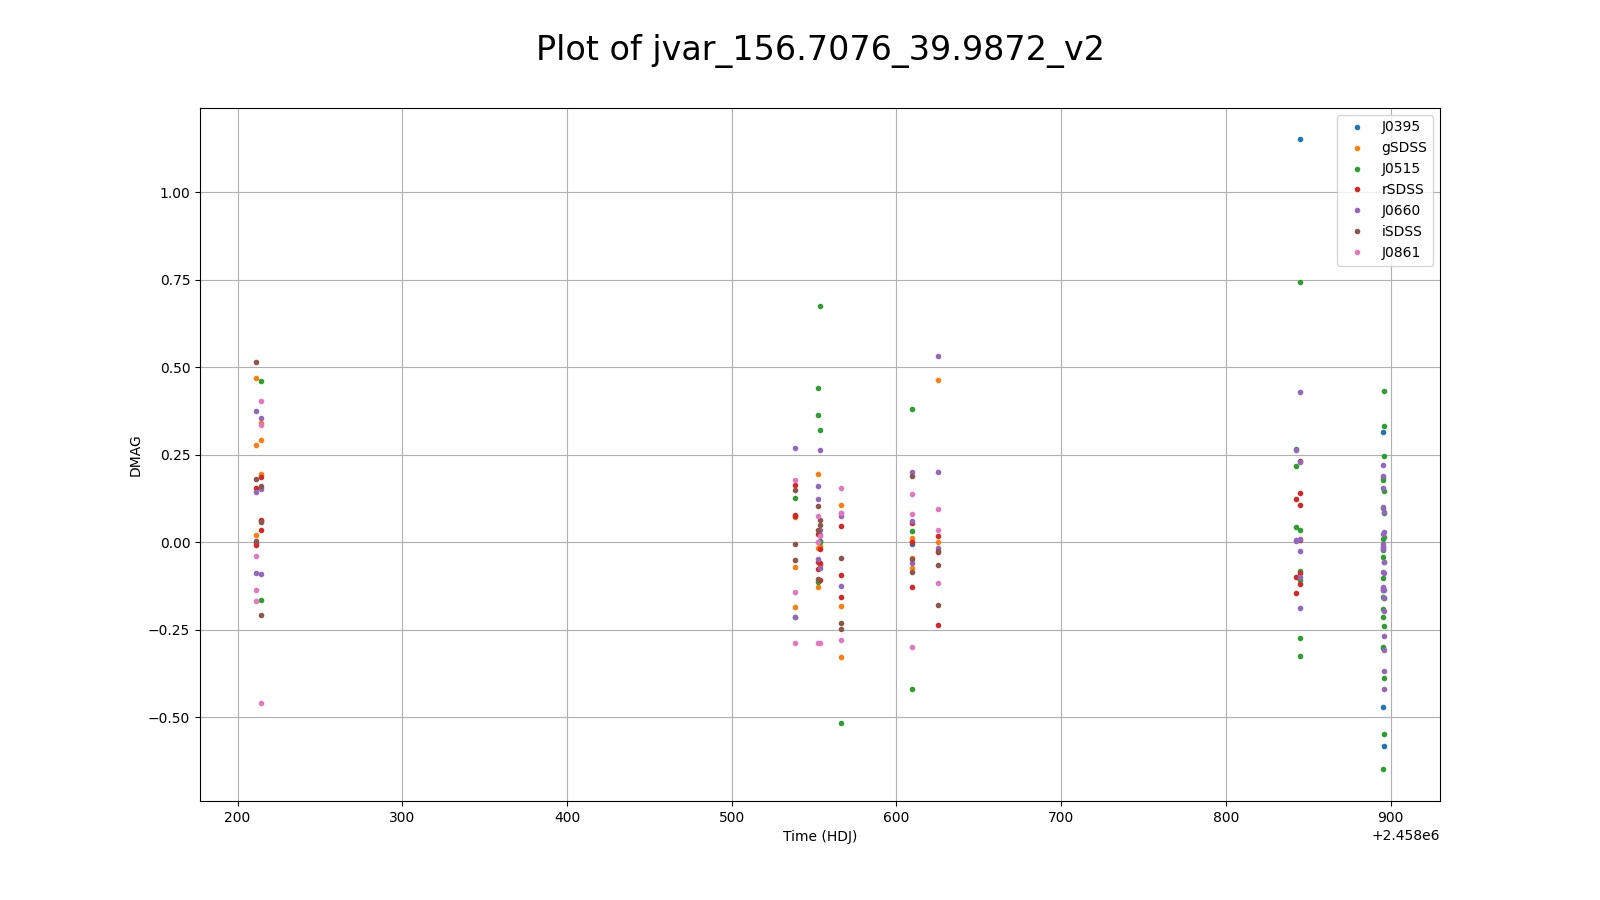 Plot of jvar_156.7076_39.9872_v2
J0395
gSDSS
J0515
rSDSS
J0660
iSDSS
J0861
1.00
0.75
0.50
0.25
0.00
−0.25
−0.50
DMAG
200 300 400 500 600 700 800 900
Time (HDJ)
+2.458e6